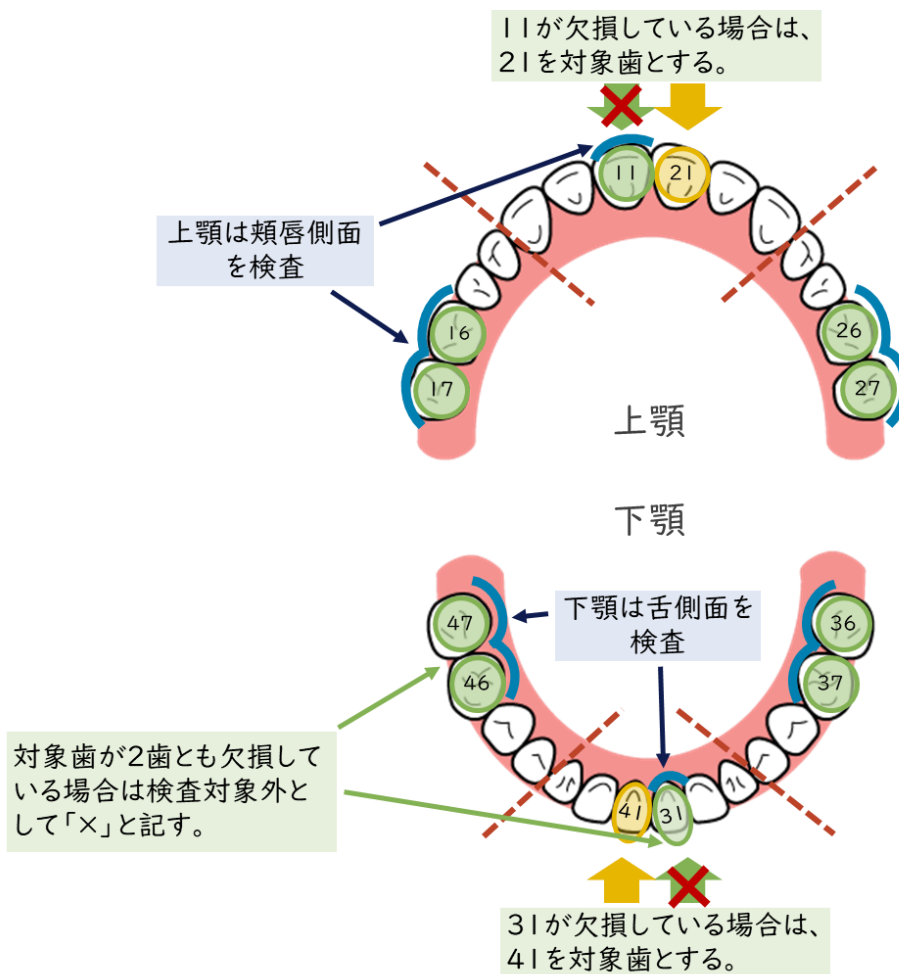 11が欠損している場合は、
21を対象歯とする。
11
21
上顎は頬唇側面
を検査
16
26
17
27
上顎
下顎
下顎は舌側面を
検査
47
36
46
37
対象歯が2歯とも欠損して
いる場合は検査対象外と
して「×」と記す。
41
31
31が欠損している場合は、
41を対象歯とする。